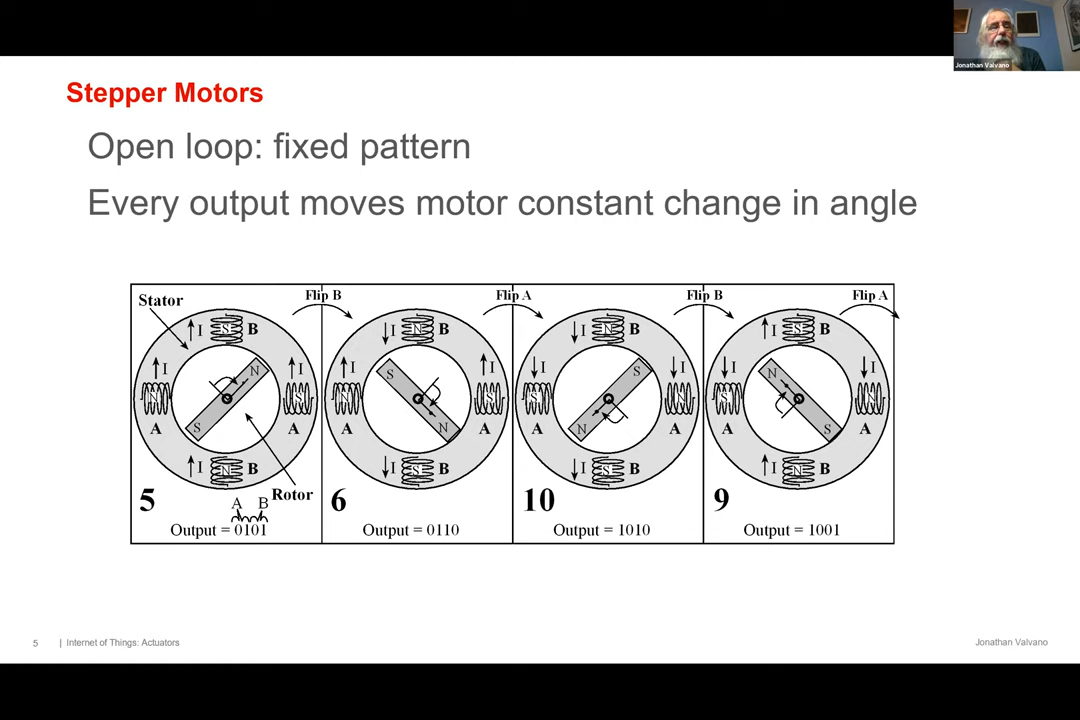 Jonathan Valvano
Stepper Motors
Open loop: fixed pattern
Every output moves motor constant change in angle
Stator
Flip B
Flip A
Flip B
Flip A
I S B
I N B
I N B
I S B
I N I
I S I
I I
I I
I I
N
S
N
S
S
N
S
N
N
S
S
N
N
S
S
N
A A
A A
A A
A A
I N B
I S B
I S B
I N B
5
A B
Rotor
Output = 0101
6
Output = 0110
10
Output = 1010
9
Output = 1001
5 | Internet of Things: Actuators
Jonathan Valvano